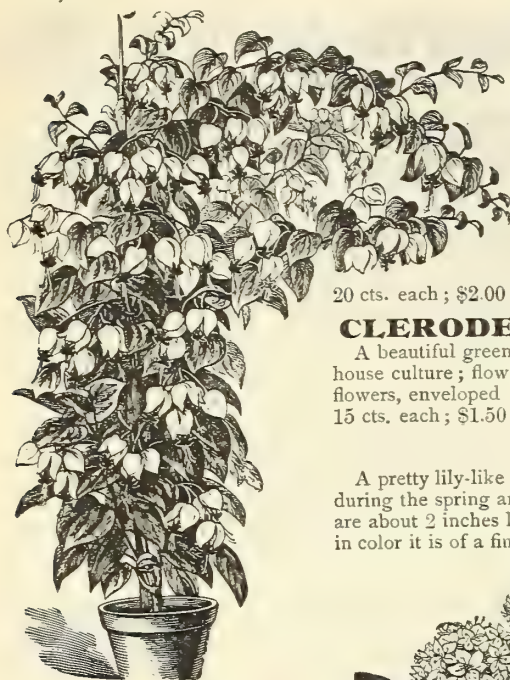 20 cts. each; $2.00
CLERODE
A beautiful green
house culture; flow
flowers, enveloped
15 cts. each; $1.50
A pretty lily-like
during the spring an
are about 2 inches l
in color it is of a fin